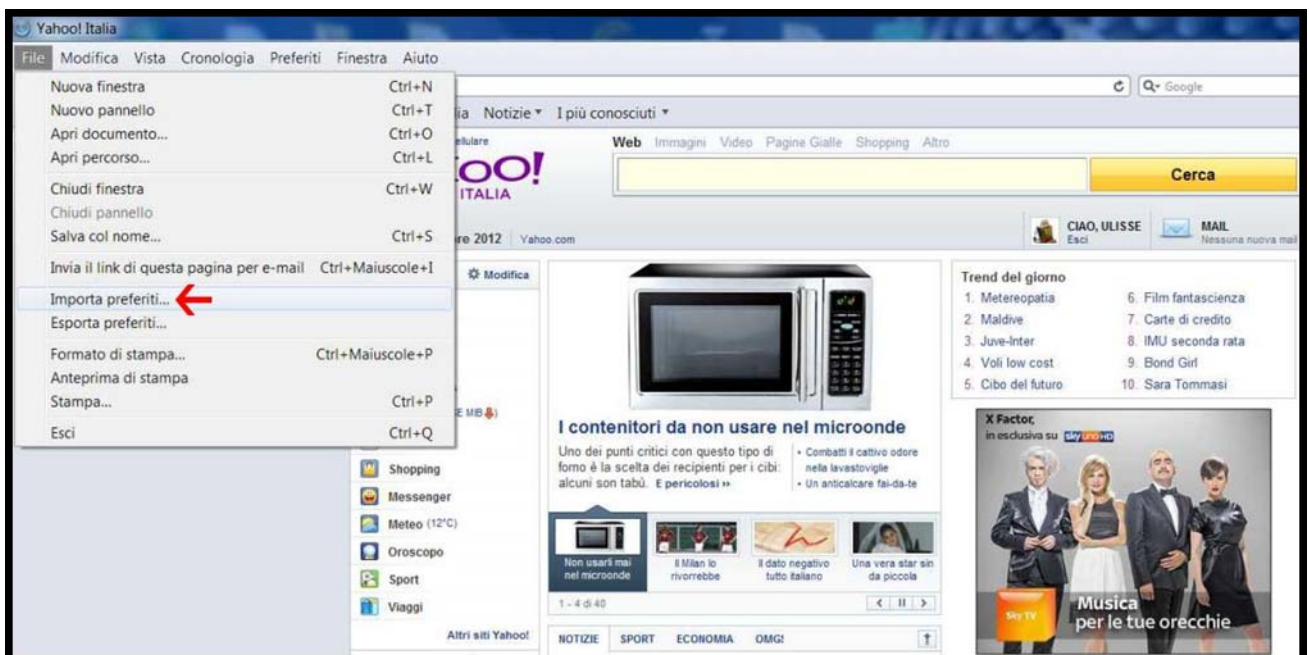 Yahoo! Italia
File Modifica Vista Cronologia Preferiti Finestra Aiuto
Nuova finestra Ctrl+N
Nuovo pannello Ctrl+T
Apri documento... Ctrl+O
Apri percorso... Ctrl+L
Chiudi finestra Ctrl+W
Chiudi pannello
Salva col nome... Ctrl+S
Invia il link di questa pagina per e-mail Ctrl+Maiuscole+I
Importa preferiti...
Esporta preferiti...
Formato di stampa... Ctrl+Maiuscole+P
Anteprima di stampa
Stampa... Ctrl+P
Esci Ctrl+Q
Google
Notizie I più conosciuti
Web Immagini Video Pagine Gialle Shopping Altro
OO!
ITALIA
Cerca
2012 Yahoo.com
CIAO, ULISSE
Esci
MAIL
Nessuna nuova mail
Modifica
MIB
Shopping
Messenger
Meteo (12°C)
Oroscopo
Sport
Viaggi
Altri siti Yahoo!
I contenitori da non usare nel microonde
Uno dei punti critici con questo tipo di
forno è la scelta dei recipienti per i cibi:
alcuni son tabù. E pericolosi »
• Combatti il cattivo odore
nella lavastoviglie
• Un anticalcare fai-da-te
Non usarli mai
nel microonde
Il Milan lo
rivorrebbe
Il dato negativo
tutto italiano
Una vera star sin
da piccola
1 - 4 di 40
NOTIZIE SPORT ECONOMIA OMG!
Trend del giorno
1. Metereopatia
2. Maldive
3. Juve-Inter
4. Voli low cost
5. Cibo del futuro
6. Film fantascienza
7. Carte di credito
8. IMU seconda rata
9. Bond Girl
10. Sara Tommasi
X Factor,
in esclusiva su sky uno HD
Sky TV
Musica
per le tue orecchie